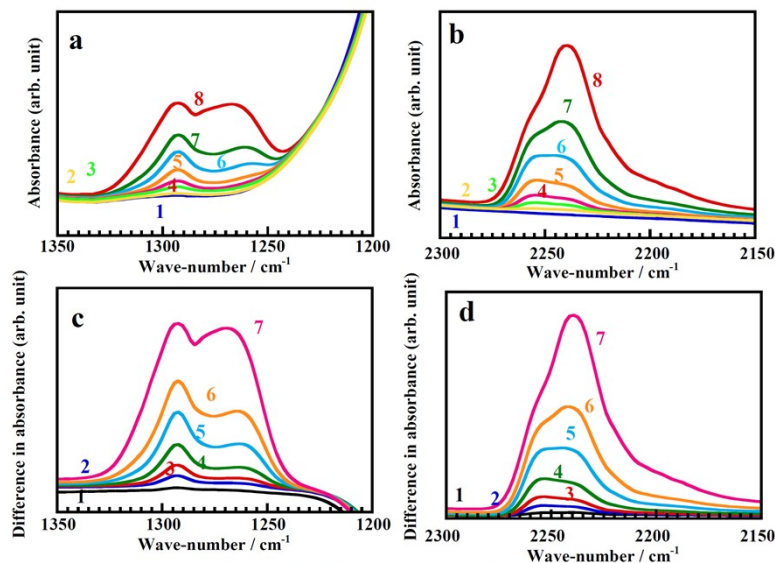 a
Absorbance (arb. unit)
8
7
3
2
5
6
4
1
1350 1300 1250 1200
Wave-number / cm⁻¹
b
Absorbance (arb. unit)
8
7
6
5
2
3
4
1
2300 2250 2200 2150
Wave-number / cm⁻¹
c
Difference in absorbance (arb. unit)
7
6
5
2
3
4
1
1350 1300 1250 1200
Wave-number / cm⁻¹
d
Difference in absorbance (arb. unit)
7
6
5
4
1
2
3
2300 2250 2200 2150
Wave-number / cm⁻¹